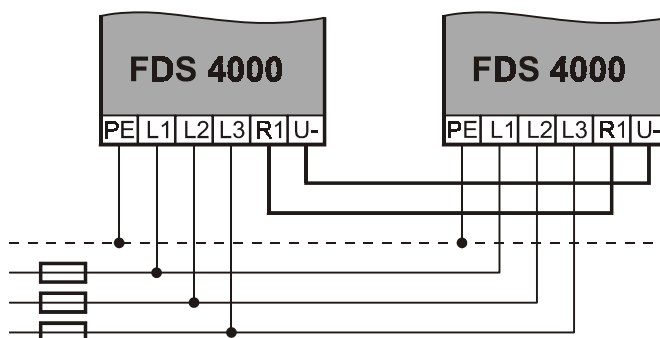 FDS 4000 FDS 4000
PE L1 L2 L3 R1 U- PE L1 L2 L3 R1 U-